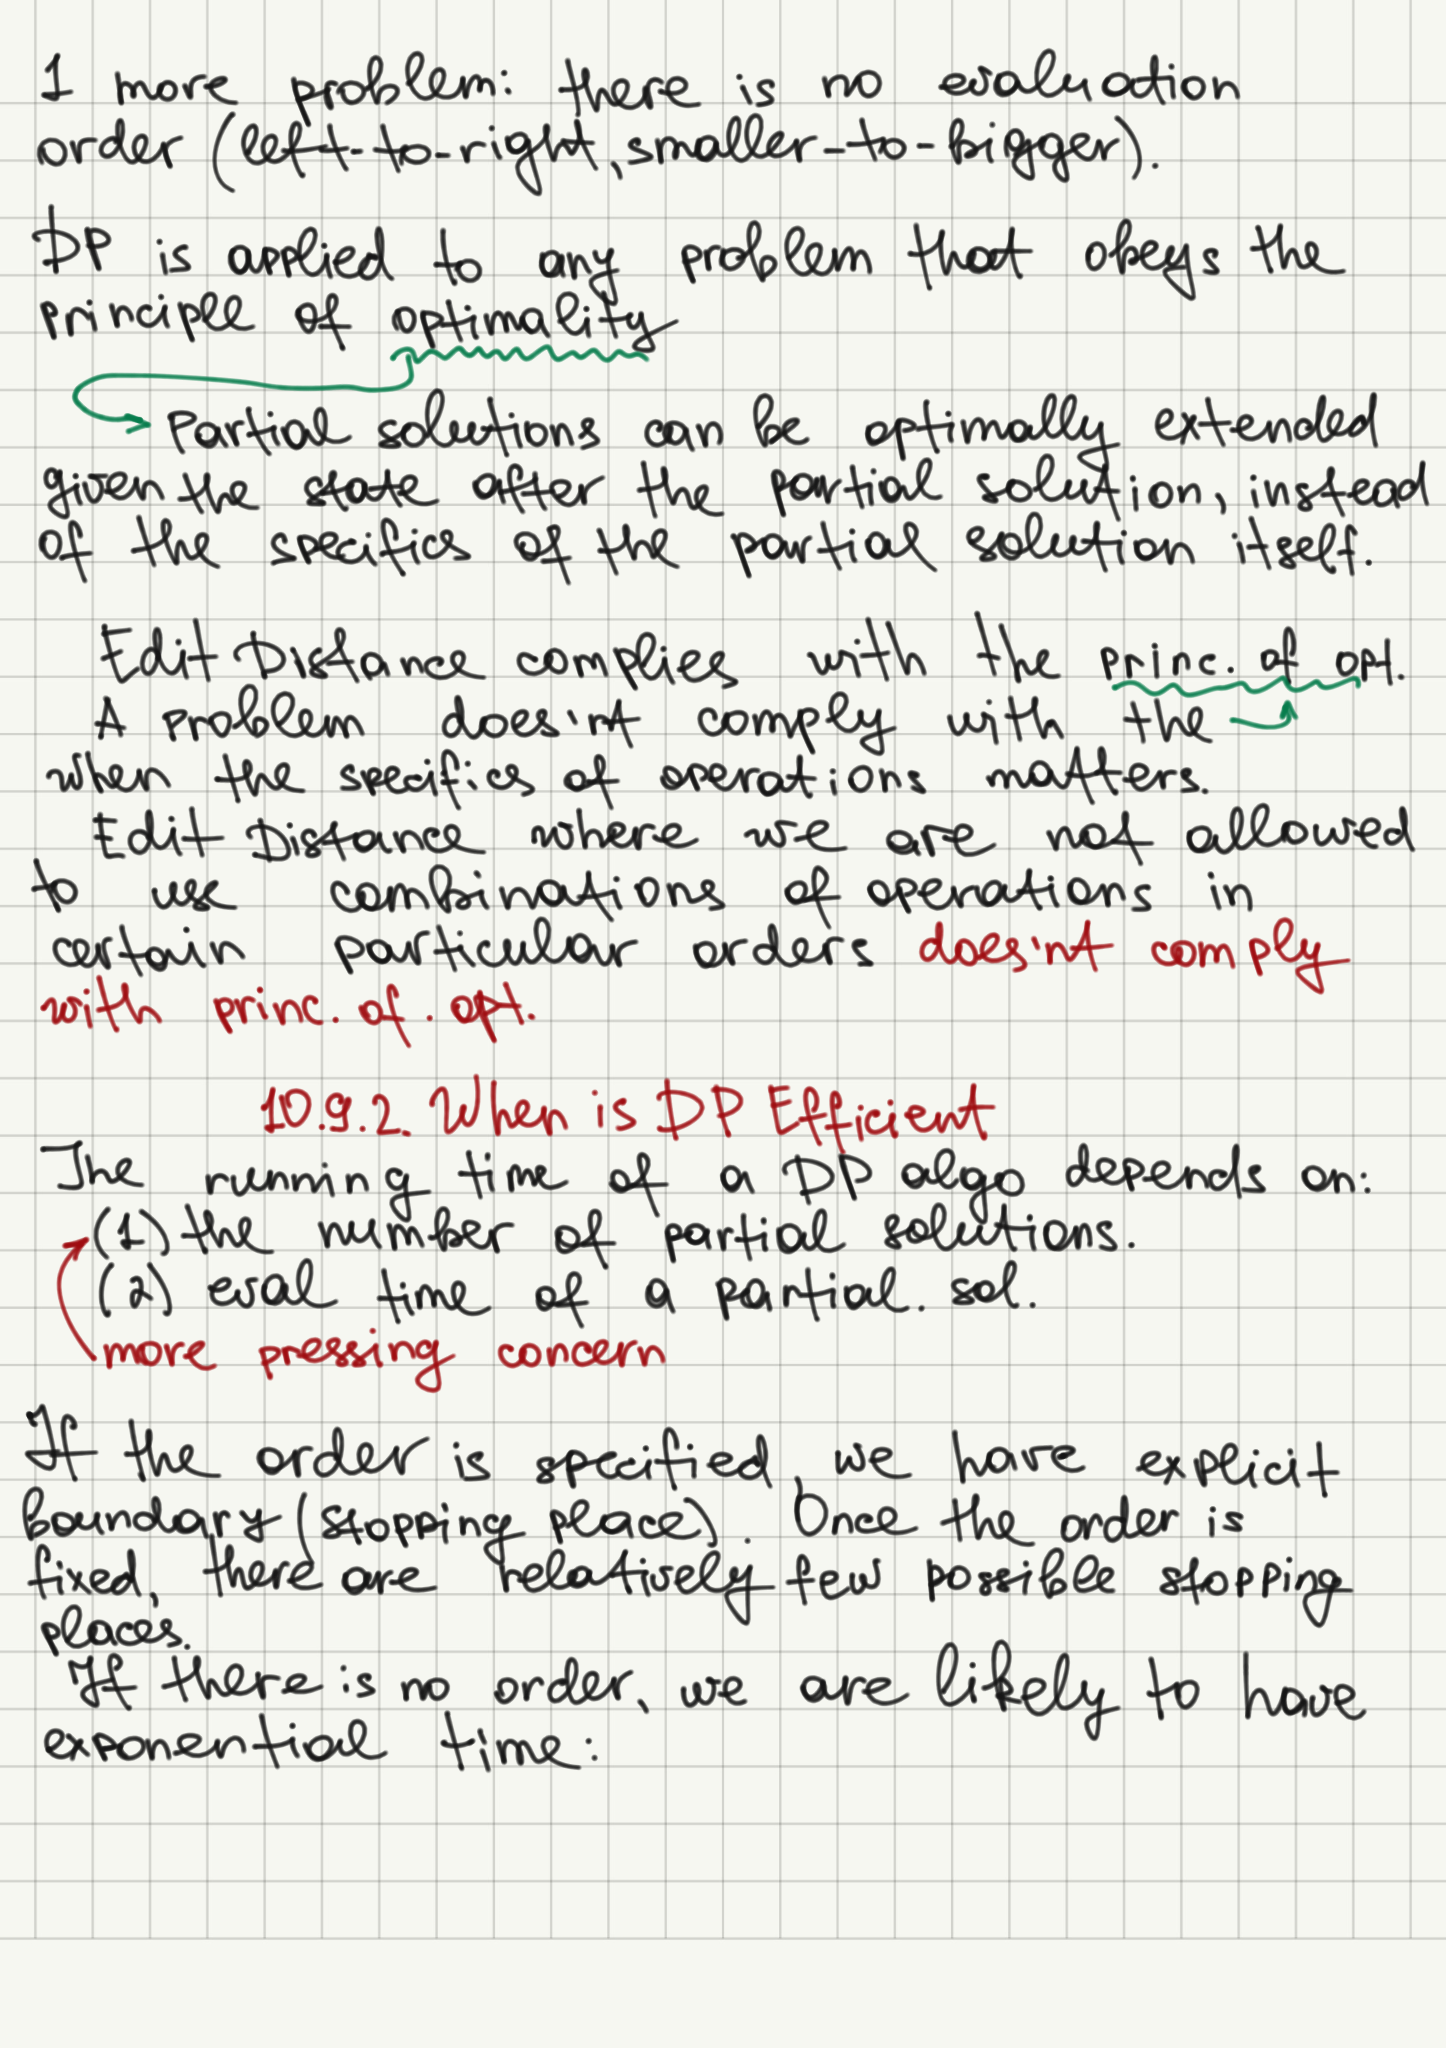 1 more problem: there is no evaluation
order (left-to-right, smaller-to-bigger).
DP is applied to any problem that obeys the
principle of optimality
Partial solutions can be optimally extended
given the state after the partial solution, instead
of the specifics of the partial solution itself.
Edit Distance complies with the princ. of opt.
A problem does'nt comply with the
when the specifics of operations matters.
Edit Distance where we are not allowed
to use combinations of operations in
certain particular orders does'nt comply
with princ. of. opt.
10.9.2. When is DP Efficient
The running time of a DP algo depends on:
(1) the number of partial solutions.
(2) eval time of a partial. sol.
more pressing concern
If the order is specified, we have explicit
boundary (stopping place). Once the order is
fixed, there are relatively few possible stopping
places.
If there is no order, we are likely to have
exponential time: